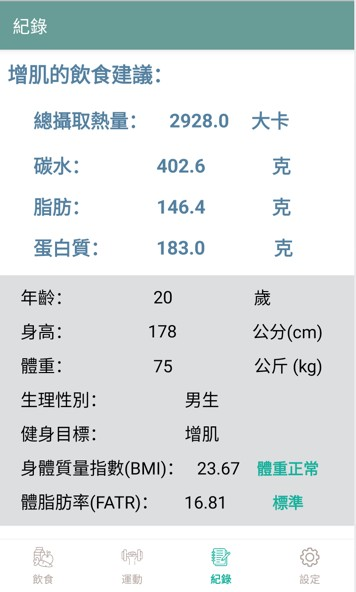 紀錄
增肌的飲食建議：
總攝取熱量： 2928.0 大卡
碳水： 402.6 克
脂肪： 146.4 克
蛋白質： 183.0 克
年齡： 20 歲
身高： 178 公分(cm)
體重： 75 公斤 (kg)
生理性別： 男生
健身目標： 增肌
身體質量指數(BMI)： 23.67 體重正常
體脂肪率(FATR)： 16.81 標準
飲食 運動 紀錄 設定